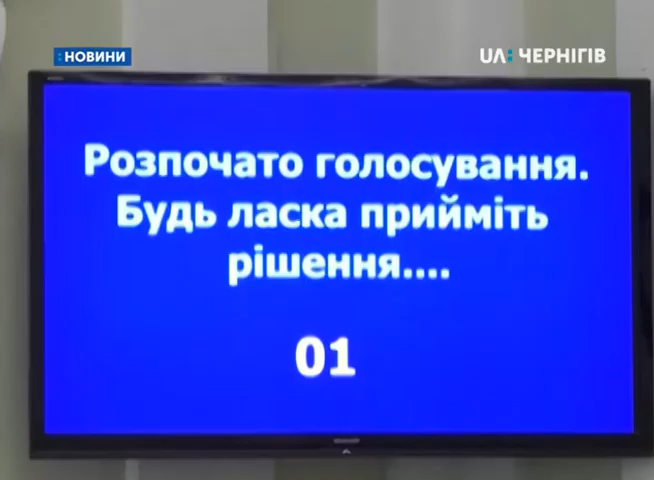 :НОВИНИ
UA: ЧЕРНІГІВ
Розпочато голосування.
Будь ласка прийміть
рішення....
01